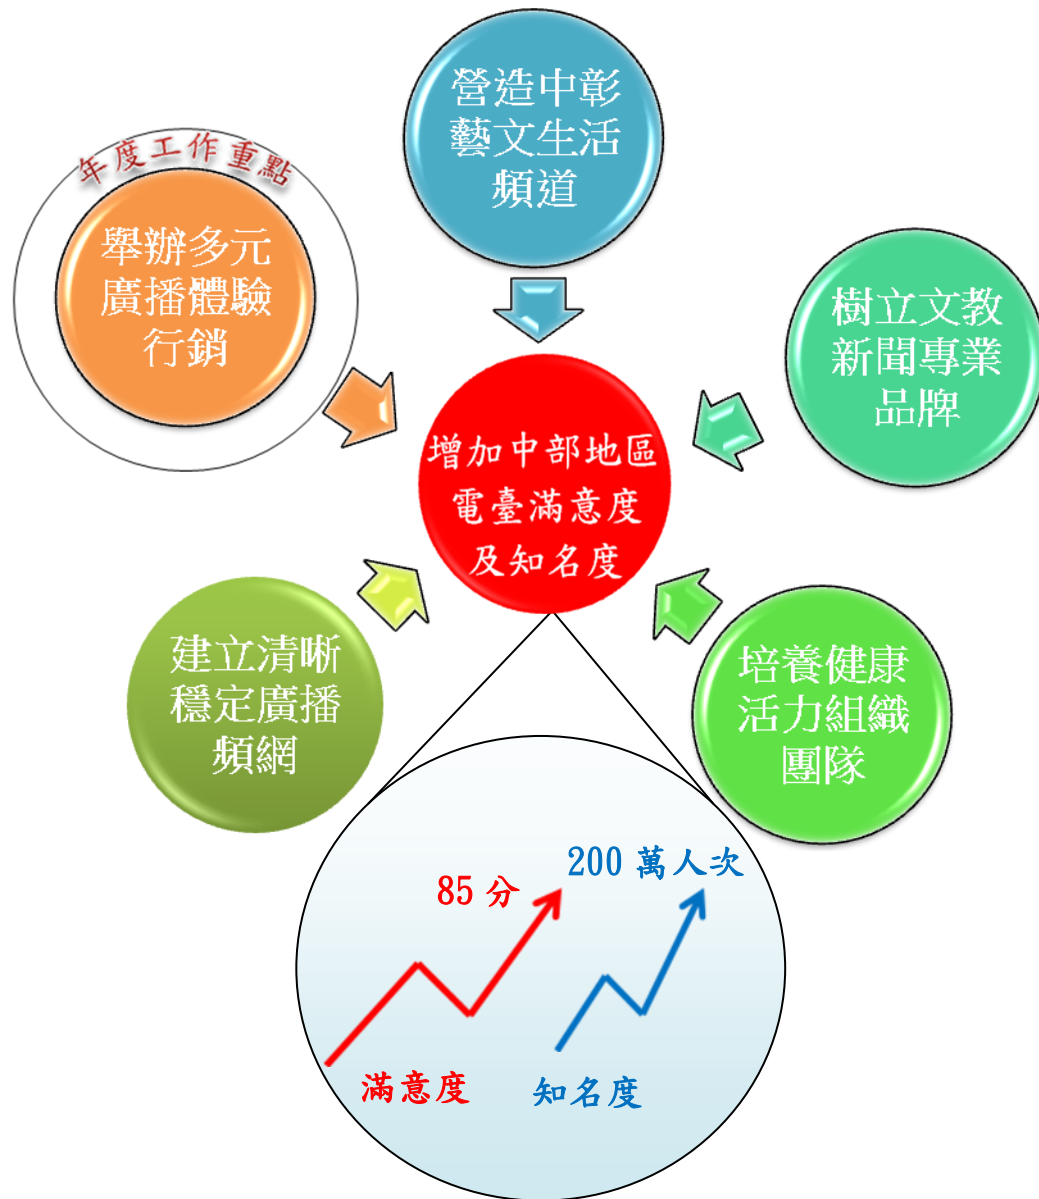 營造中彰
藝文生活
頻道
年度工作重點
舉辦多元
廣播體驗
行銷
樹立文教
新聞專業
品牌
增加中部地區
電臺滿意度
及知名度
建立清晰
穩定廣播
頻網
培養健康
活力組織
團隊
200 萬人次
85 分
滿意度
知名度